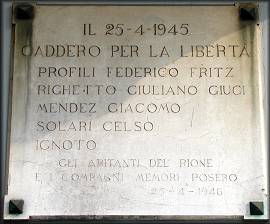 IL 25-4-1945
CADDERO PER LA LIBERTÀ
PROFILI FEDERICO FRITZ
RIGHETTO GIULIANO GIUGI
MENDEZ GIACOMO
SOLARI CELSO
IGNOTO
GLI ABITANTI DEL RIONE
E I COMPAGNI MEMORI POSERO
25-4-1946